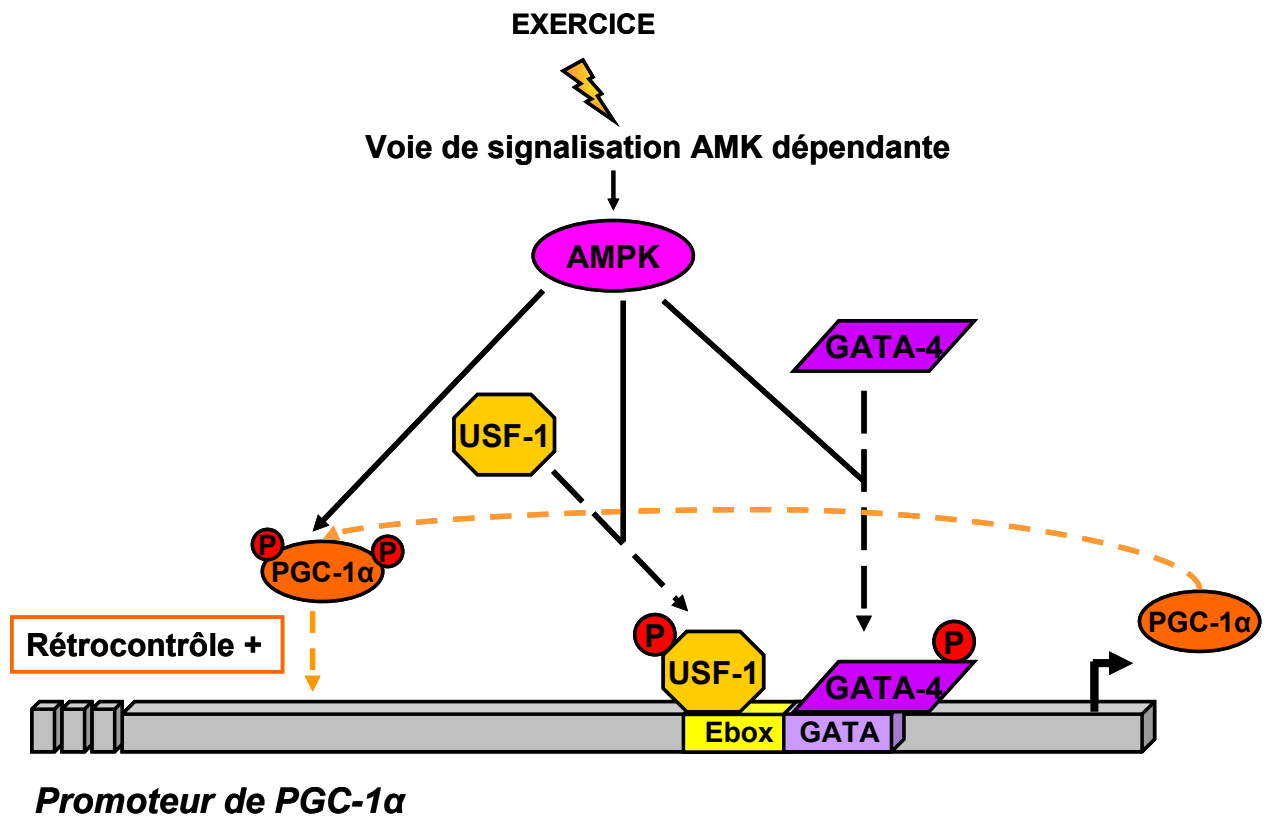 EXERCICE
Voie de signalisation AMK dépendante
AMPK
GATA-4
USF-1
P
P
PGC-1α
PGC-1α
Rétrocontrôle +
P
P
USF-1
GATA-4
Ebox
GATA
Promoteur de PGC-1α